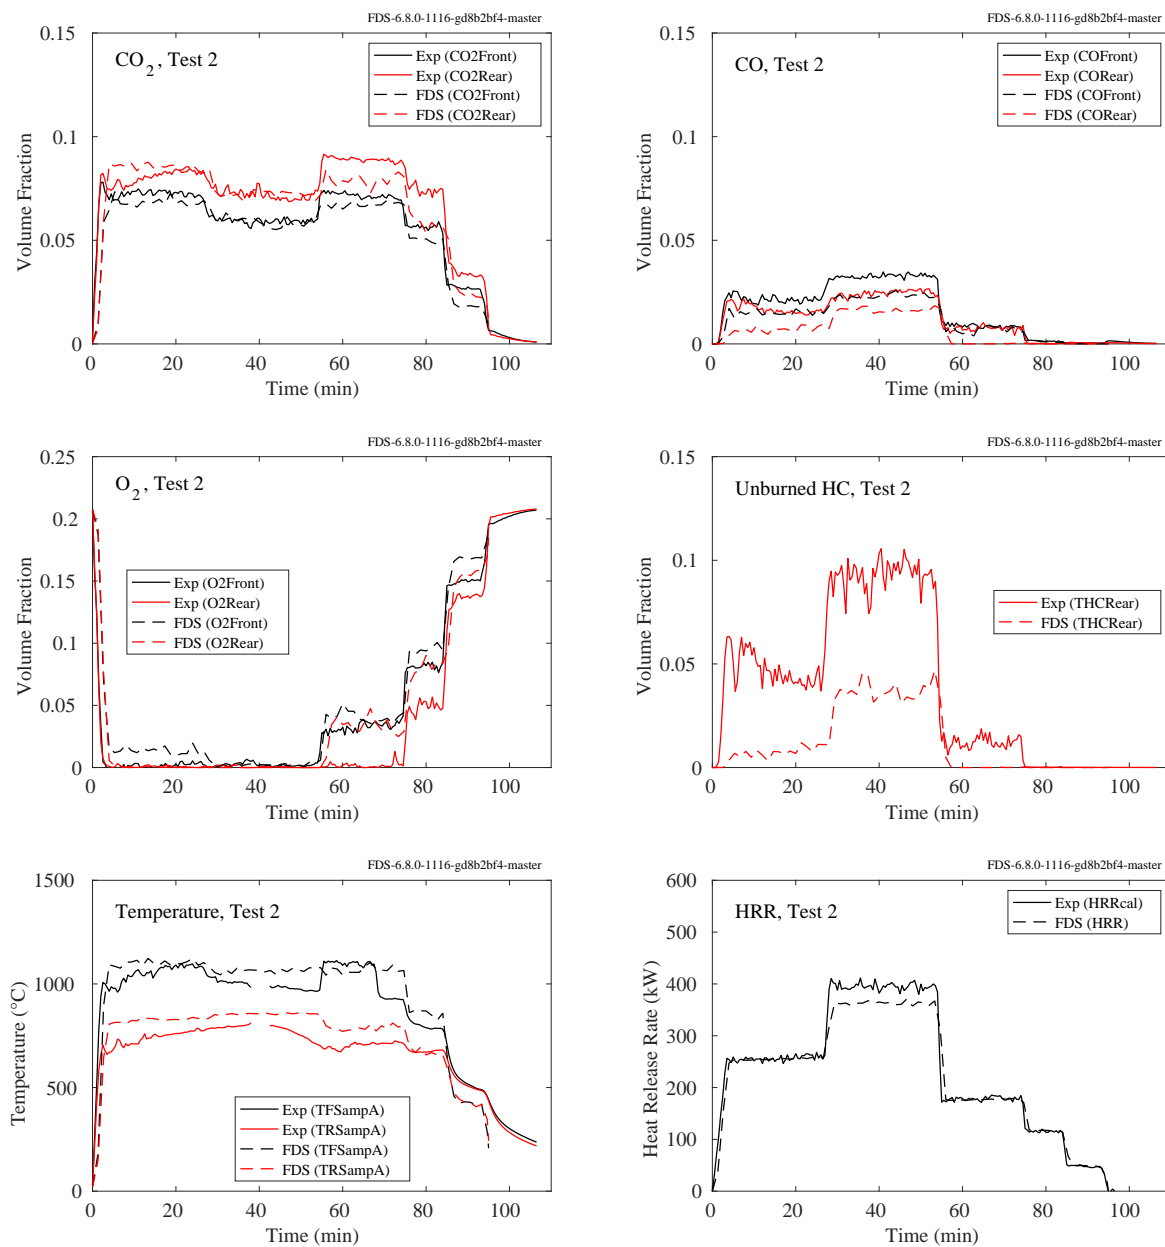 FDS-6.8.0-1116-gd8b2bf4-master
CO2, Test 2
Exp (CO2Front)
Exp (CO2Rear)
FDS (CO2Front)
FDS (CO2Rear)
Volume Fraction
0.15
0.1
0.05
0
0 20 40 60 80 100
Time (min)
FDS-6.8.0-1116-gd8b2bf4-master
CO, Test 2
Exp (COFront)
Exp (CORear)
FDS (COFront)
FDS (CORear)
Volume Fraction
0.15
0.1
0.05
0
0 20 40 60 80 100
Time (min)
FDS-6.8.0-1116-gd8b2bf4-master
O2, Test 2
Exp (O2Front)
Exp (O2Rear)
FDS (O2Front)
FDS (O2Rear)
Volume Fraction
0.25
0.2
0.15
0.1
0.05
0
0 20 40 60 80 100
Time (min)
FDS-6.8.0-1116-gd8b2bf4-master
Unburned HC, Test 2
Exp (THCRear)
FDS (THCRear)
Volume Fraction
0.15
0.1
0.05
0
0 20 40 60 80 100
Time (min)
FDS-6.8.0-1116-gd8b2bf4-master
Temperature, Test 2
Exp (TFSampA)
Exp (TRSampA)
FDS (TFSampA)
FDS (TRSampA)
Temperature (°C)
1500
1000
500
0
0 20 40 60 80 100
Time (min)
FDS-6.8.0-1116-gd8b2bf4-master
HRR, Test 2
Exp (HRRcal)
FDS (HRR)
Heat Release Rate (kW)
600
500
400
300
200
100
0
0 20 40 60 80 100
Time (min)